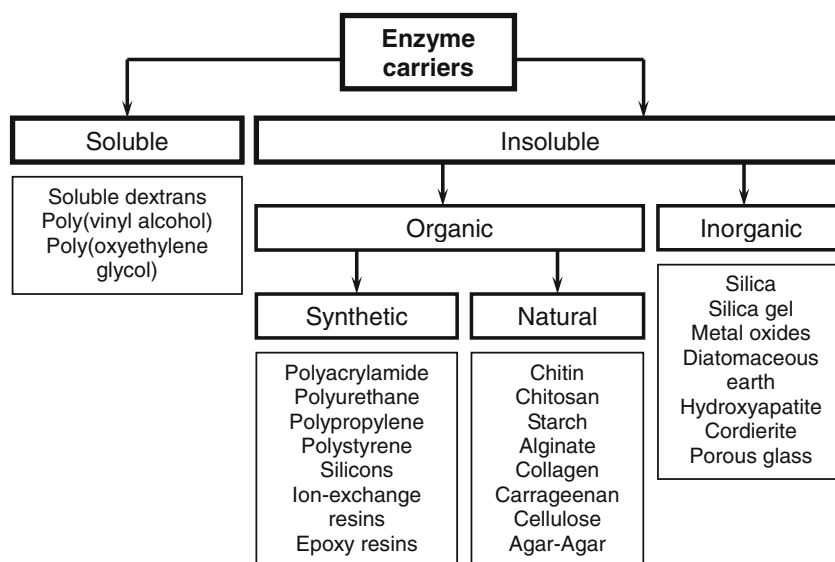 Enzyme
carriers
Soluble
Insoluble
Soluble dextrans
Poly(vinyl alcohol)
Poly(oxyethylene
glycol)
Organic
Inorganic
Synthetic
Natural
Polyacrylamide
Polyurethane
Polypropylene
Polystyrene
Silicons
Ion-exchange
resins
Epoxy resins
Chitin
Chitosan
Starch
Alginate
Collagen
Carrageenan
Cellulose
Agar-Agar
Silica
Silica gel
Metal oxides
Diatomaceous
earth
Hydroxyapatite
Cordierite
Porous glass